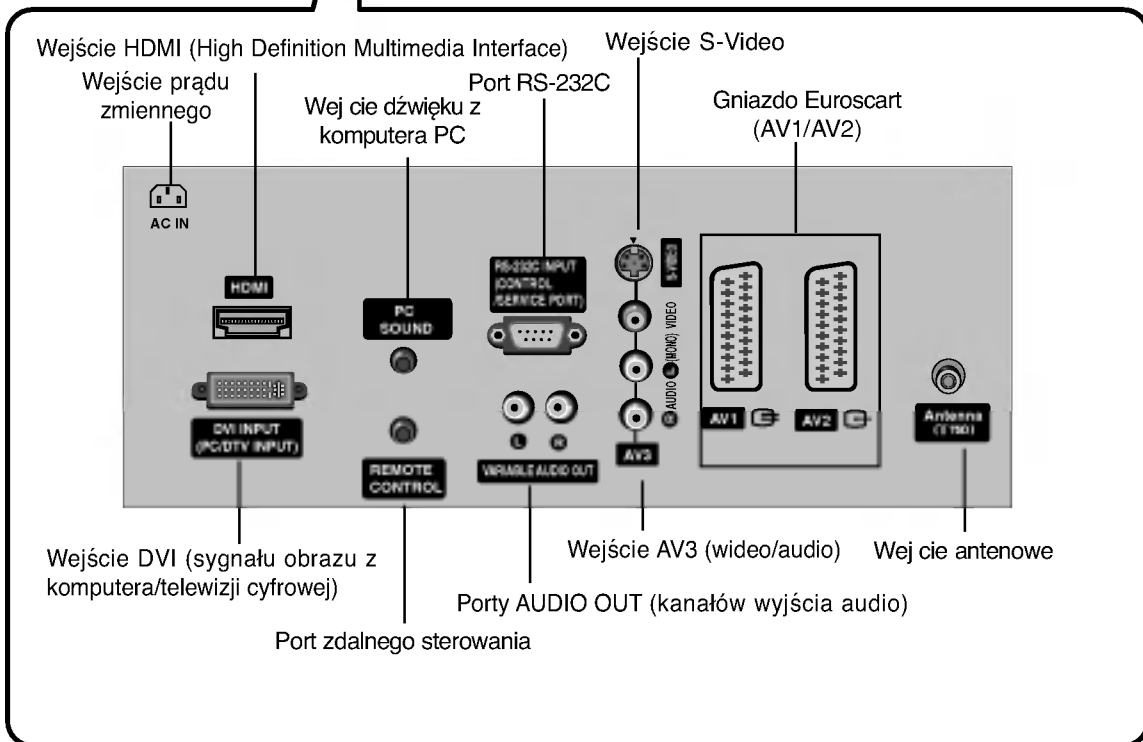 Wejście HDMI (High Definition Multimedia Interface)
Wejście S-Video
Wejście prądu
zmiennego
Port RS-232C
Wej cie dźwięku z
komputera PC
Gniazdo Euroscart
(AV1/AV2)
AC IN
HDMI
PC
SOUND
RS-232C INPUT
(CONTROL
/SERVICE PORT)
S-VIDEO
VIDEO
(MONO)
AUDIO
AV1
AV2
Antenna
DVI INPUT
(PC/DTV INPUT)
REMOTE
CONTROL
L
R
VARIABLE AUDIO OUT
AV3
Wejście DVI (sygnału obrazu z
komputera/telewizji cyfrowej)
Wejście AV3 (wideo/audio)
Wej cie antenowe
Porty AUDIO OUT (kanałów wyjścia audio)
Port zdalnego sterowania